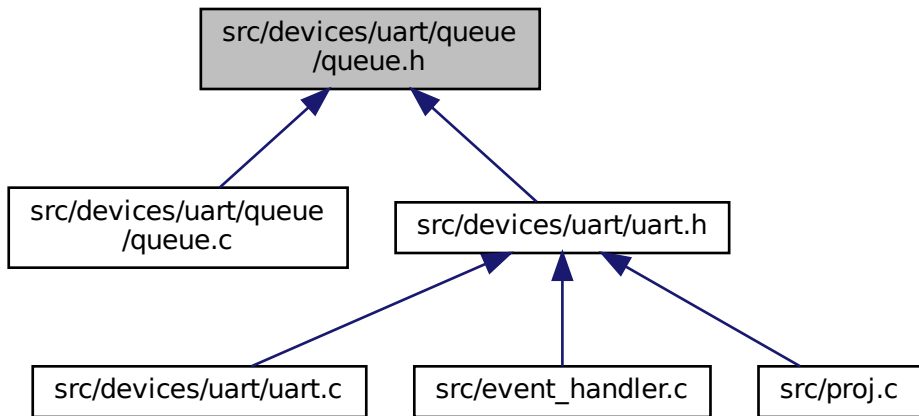 src/devices/uart/queue
/queue.h
src/devices/uart/queue
/queue.c
src/devices/uart/uart.h
src/devices/uart/uart.c
src/event_handler.c
src/proj.c